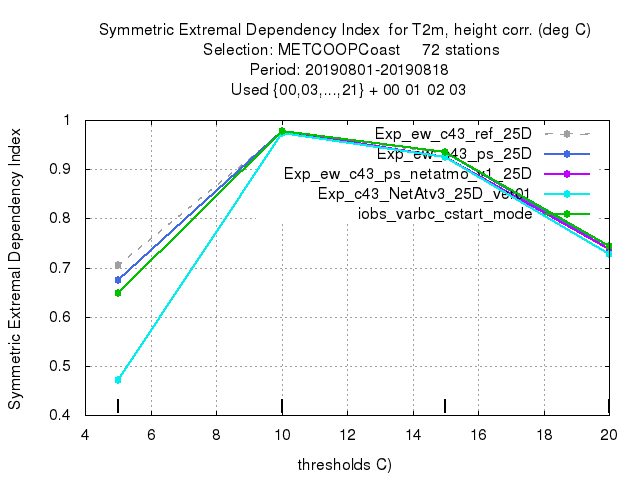 Symmetric Extremal Dependency Index for T2m, height corr. (deg C)
Selection: METCOOPCoast 72 stations
Period: 20190801-20190818
Used {00,03,...,21} + 00 01 02 03
Symmetric Extremal Dependency Index
1
0.9
0.8
0.7
0.6
0.5
0.4
Exp_ew_c43_ref_25D
Exp_ew_c43_ps_25D
Exp_ew_c43_ps_netatmo_v1_25D
Exp_c43_NetAtv3_25D_ver01
iobs_varbc_cstart_mode
4 6 8 10 12 14 16 18 20
thresholds C)